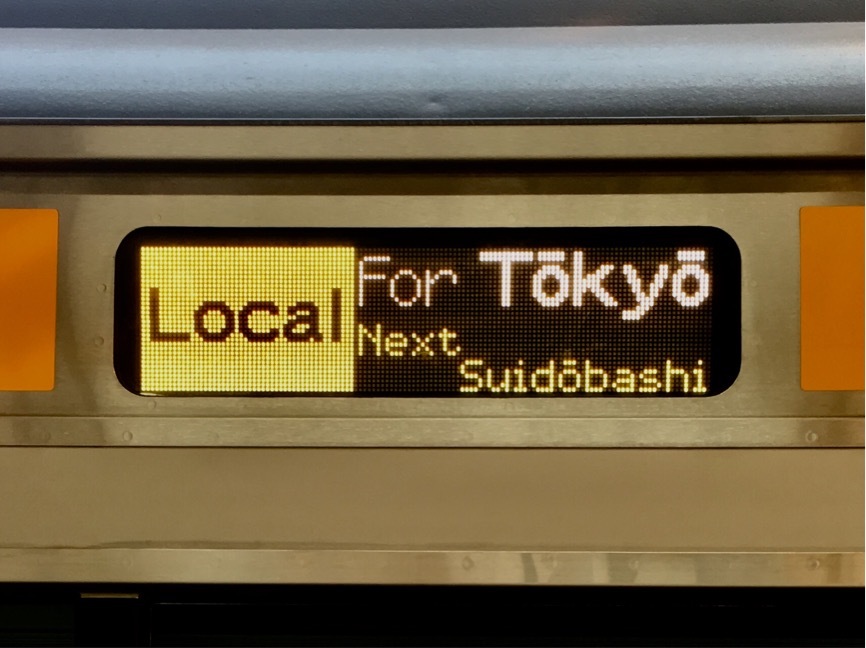 Local
For Tōkyō
Next
Suidōbashi